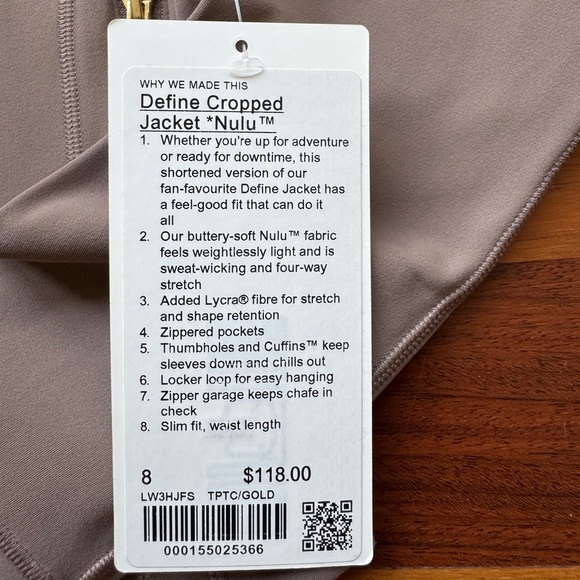 WHY WE MADE THIS
Define Cropped
Jacket *Nulu™
1. Whether you're up for adventure
or ready for downtime, this
shortened version of our
fan-favourite Define Jacket has
a feel-good fit that can do it
all
2. Our buttery-soft Nulu™ fabric
feels weightlessly light and is
sweat-wicking and four-way
stretch
3. Added Lycra® fibre for stretch
and shape retention
4. Zippered pockets
5. Thumbholes and Cuffins™ keep
sleeves down and chills out
6. Locker loop for easy hanging
7. Zipper garage keeps chafe in
check
8. Slim fit, waist length
8 $118.00
LW3HJFS TPTC/GOLD
000155025366